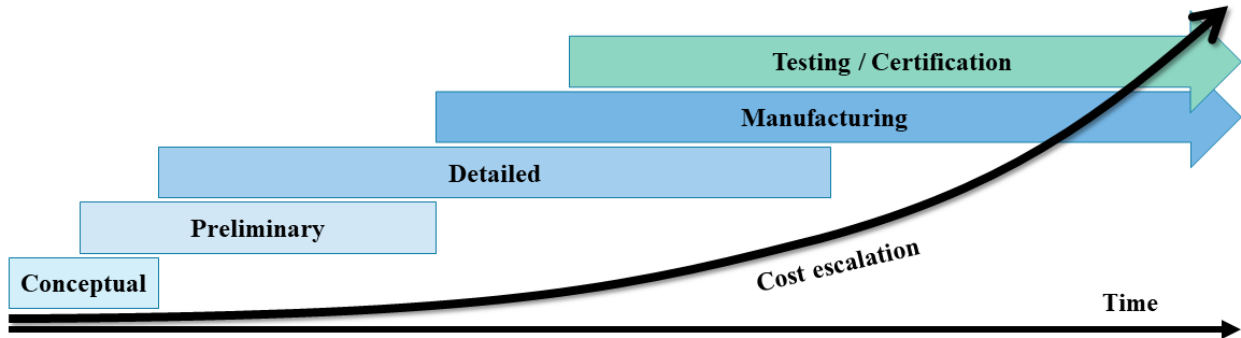 Testing / Certification
Manufacturing
Detailed
Preliminary
Conceptual
Cost escalation
Time